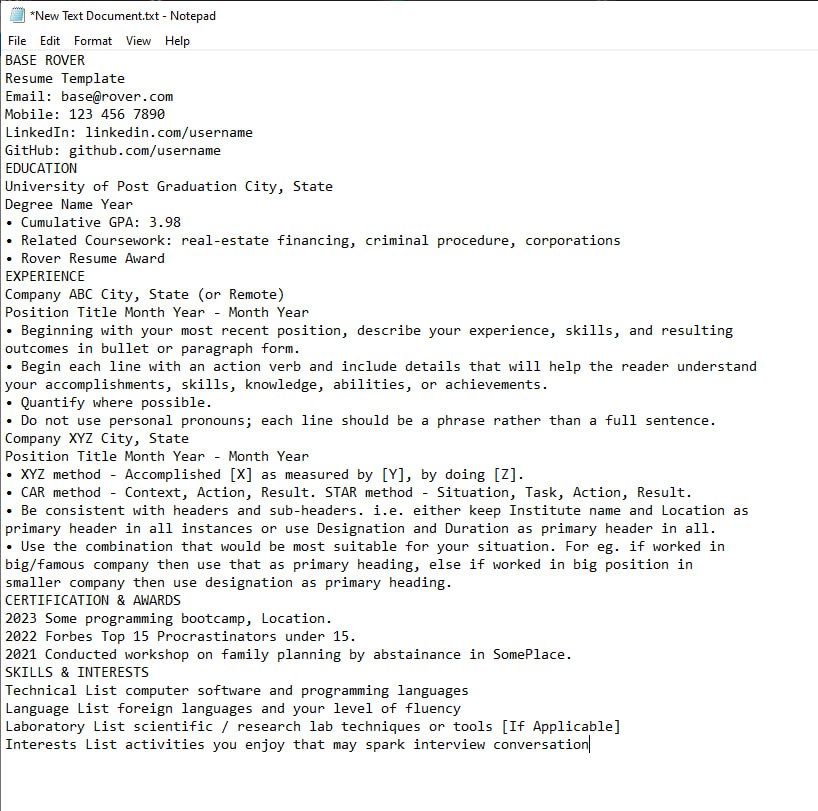 *New Text Document.txt - Notepad
File Edit Format View Help
BASE ROVER
Resume Template
Email: base@rover.com
Mobile: 123 456 7890
LinkedIn: linkedin.com/username
GitHub: github.com/username
EDUCATION
University of Post Graduation City, State
Degree Name Year
• Cumulative GPA: 3.98
• Related Coursework: real-estate financing, criminal procedure, corporations
• Rover Resume Award
EXPERIENCE
Company ABC City, State (or Remote)
Position Title Month Year - Month Year
• Beginning with your most recent position, describe your experience, skills, and resulting
outcomes in bullet or paragraph form.
• Begin each line with an action verb and include details that will help the reader understand
your accomplishments, skills, knowledge, abilities, or achievements.
• Quantify where possible.
• Do not use personal pronouns; each line should be a phrase rather than a full sentence.
Company XYZ City, State
Position Title Month Year - Month Year
• XYZ method - Accomplished [X] as measured by [Y], by doing [Z].
• CAR method - Context, Action, Result. STAR method - Situation, Task, Action, Result.
• Be consistent with headers and sub-headers. i.e. either keep Institute name and Location as
primary header in all instances or use Designation and Duration as primary header in all.
• Use the combination that would be most suitable for your situation. For eg. if worked in
big/famous company then use that as primary heading, else if worked in big position in
smaller company then use designation as primary heading.
CERTIFICATION & AWARDS
2023 Some programming bootcamp, Location.
2022 Forbes Top 15 Procrastinators under 15.
2021 Conducted workshop on family planning by abstainance in SomePlace.
SKILLS & INTERESTS
Technical List computer software and programming languages
Language List foreign languages and your level of fluency
Laboratory List scientific / research lab techniques or tools [If Applicable]
Interests List activities you enjoy that may spark interview conversation